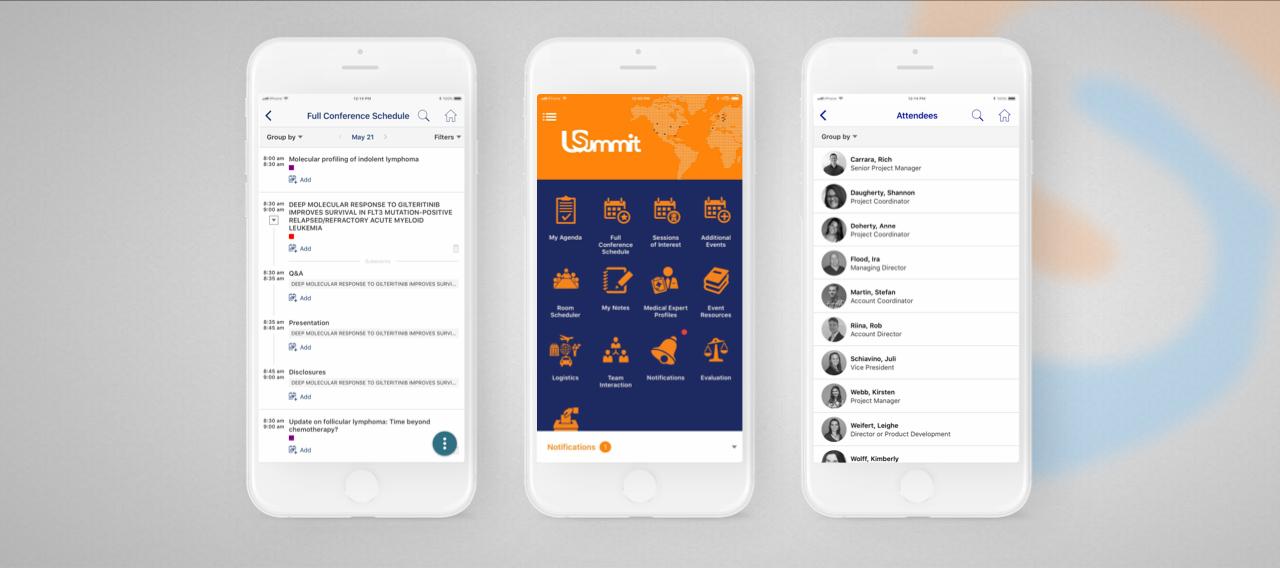 12:14 PM
100%
Full Conference Schedule
Group by
May 21
Filters
8:00 am
8:30 am
Molecular profiling of indolent lymphoma
Add
8:30 am
9:00 am
DEEP MOLECULAR RESPONSE TO GILTERITINIB
IMPROVES SURVIVAL IN FLT3 MUTATION-POSITIVE
RELAPSED/REFRACTORY ACUTE MYELOID
LEUKEMIA
Add
8:30 am
8:35 am
Q&A
DEEP MOLECULAR RESPONSE TO GILTERITINIB IMPROVES SURVI...
Add
8:35 am
8:45 am
Presentation
DEEP MOLECULAR RESPONSE TO GILTERITINIB IMPROVES SURVI...
Add
8:45 am
9:00 am
Disclosures
DEEP MOLECULAR RESPONSE TO GILTERITINIB IMPROVES SURVI...
Add
8:30 am
9:00 am
Update on follicular lymphoma: Time beyond
chemotherapy?
Add
USummit
My Agenda
Full
Conference
Schedule
Sessions
of Interest
Additional
Events
Room
Scheduler
My Notes
Medical Expert
Profiles
Event
Resources
Logistics
Team
Interaction
Notifications
Evaluation
Notifications 1
12:14 PM
100%
Attendees
Group by
Carrara, Rich
Senior Project Manager
Daugherty, Shannon
Project Coordinator
Doherty, Anne
Project Coordinator
Flood, Ira
Managing Director
Martin, Stefan
Account Coordinator
Riina, Rob
Account Director
Schiavino, Juli
Vice President
Webb, Kirsten
Project Manager
Weifert, Leighe
Director or Product Development
Wolff, Kimberly